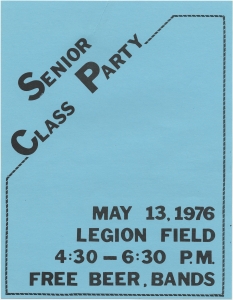 SENIOR
CLASS PARTY
MAY 13, 1976
LEGION FIELD
4:30 - 6:30 P.M.
FREE BEER, BANDS